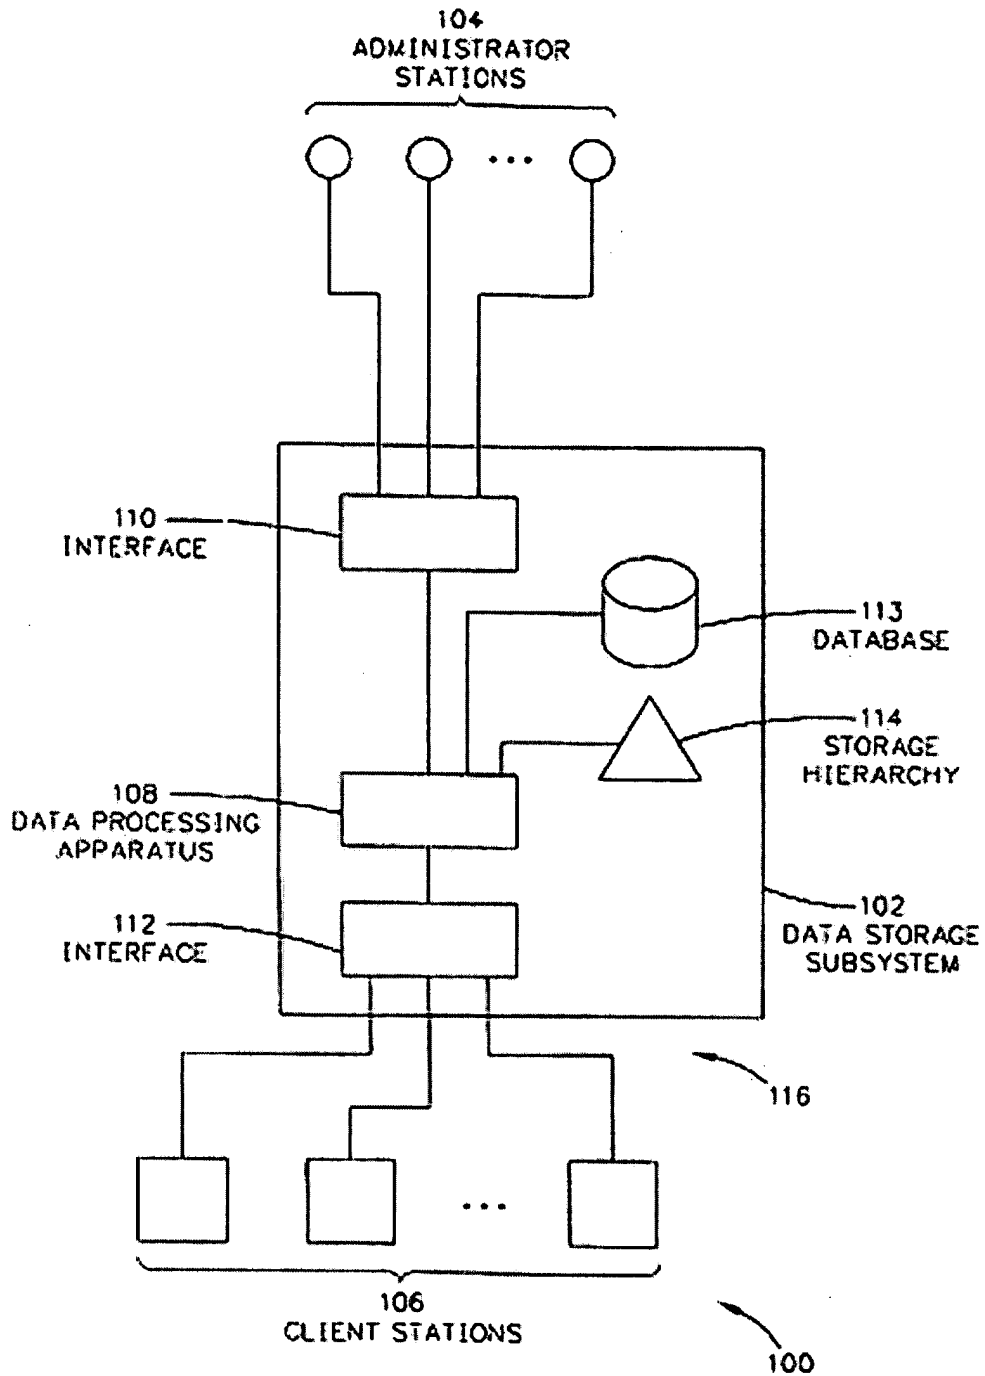 104
ADMINISTRATOR
STATIONS
110
INTERFACE
113
DATABASE
114
STORAGE
HIERARCHY
108
DATA PROCESSING
APPARATUS
112
INTERFACE
102
DATA STORAGE
SUBSYSTEM
116
106
CLIENT STATIONS
100